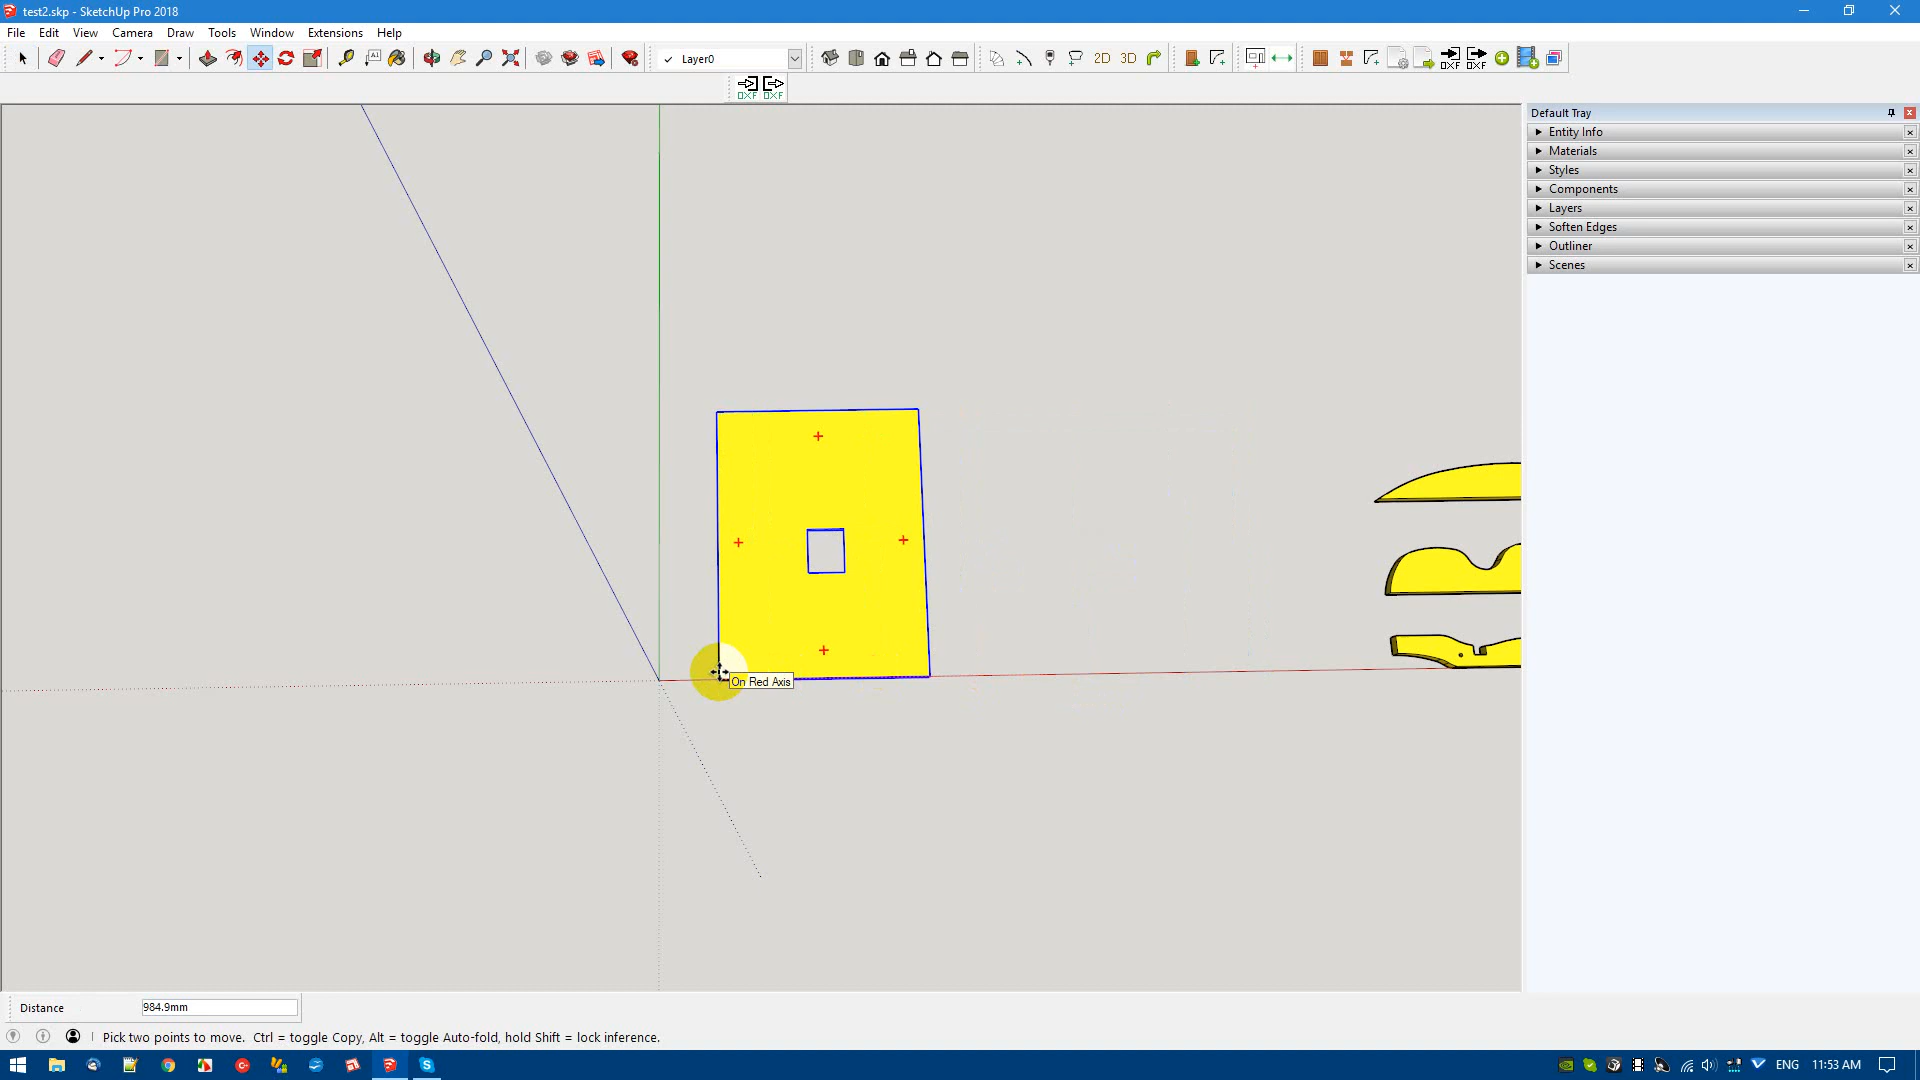 test2.skp - SketchUp Pro 2018
File Edit View Camera Draw Tools Window Extensions Help
Layer0
2D 3D
DXF DXF
DXF DXF
Default Tray
Entity Info
Materials
Styles
Components
Layers
Soften Edges
Outliner
Scenes
On Red Axis
Distance 984.9mm
Pick two points to move. Ctrl = toggle Copy, Alt = toggle Auto-fold, hold Shift = lock inference.
ENG 11:53 AM